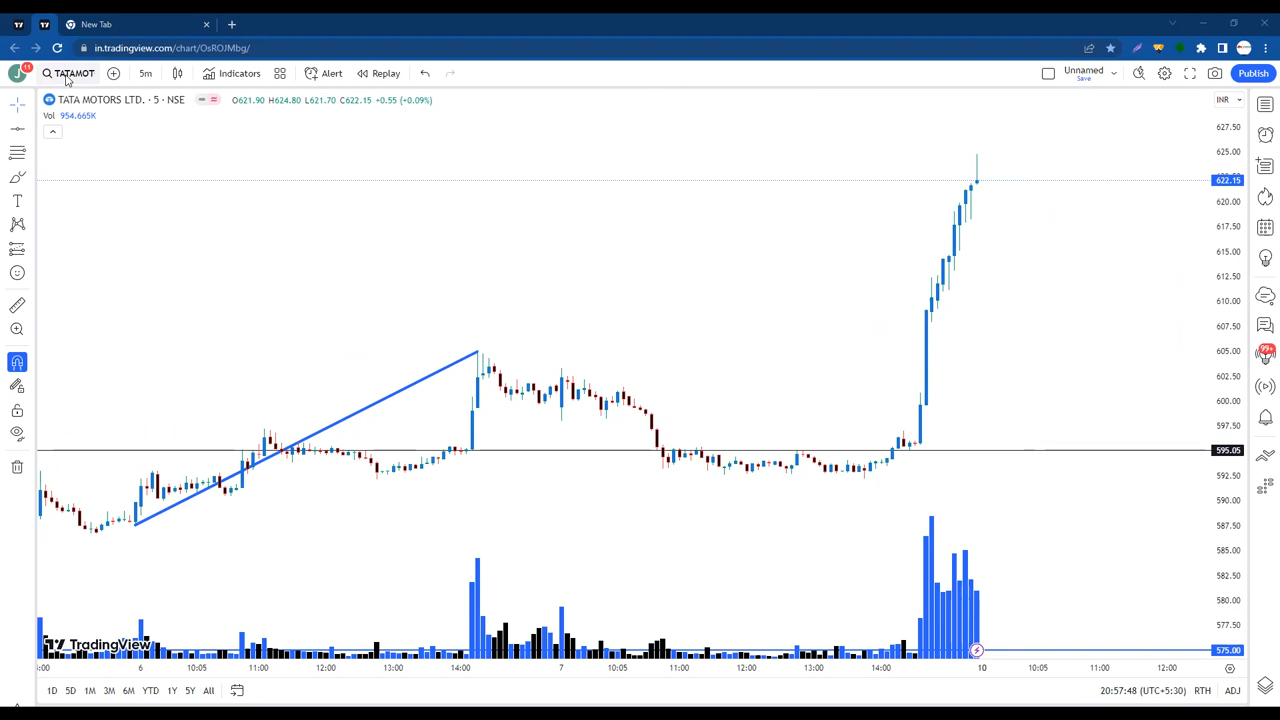 New Tab
in.tradingview.com/chart/OsROJMbg/
J 11 TATAMOT 5m Indicators Alert Replay Unnamed Save Publish
TATA MOTORS LTD. · 5 · NSE O621.90 H624.80 L621.70 C622.15 +0.55 (+0.09%) INR
Vol 954.665K
627.50
625.00
622.15
620.00
617.50
615.00
612.50
610.00
607.50
605.00
602.50
600.00
597.50
595.05
592.50
590.00
587.50
585.00
582.50
580.00
577.50
575.00
99+
TradingView
6 10:05 11:00 12:00 13:00 14:00 7 10:05 11:00 12:00 13:00 14:00 10 10:05 11:00 12:00
1D 5D 1M 3M 6M YTD 1Y 5Y All 20:57:48 (UTC+5:30) RTH ADJ